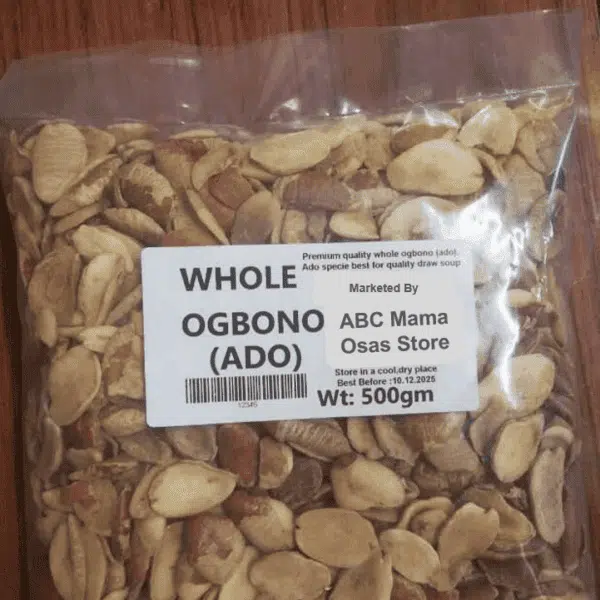 Premium quality whole ogbono (ado).
Ado specie best for quality draw soup
WHOLE
OGBONO
(ADO)
Marketed By
ABC Mama
Osas Store
Store in a cool.dry place
Best Before :10.12.2025
Wt: 500gm
12345